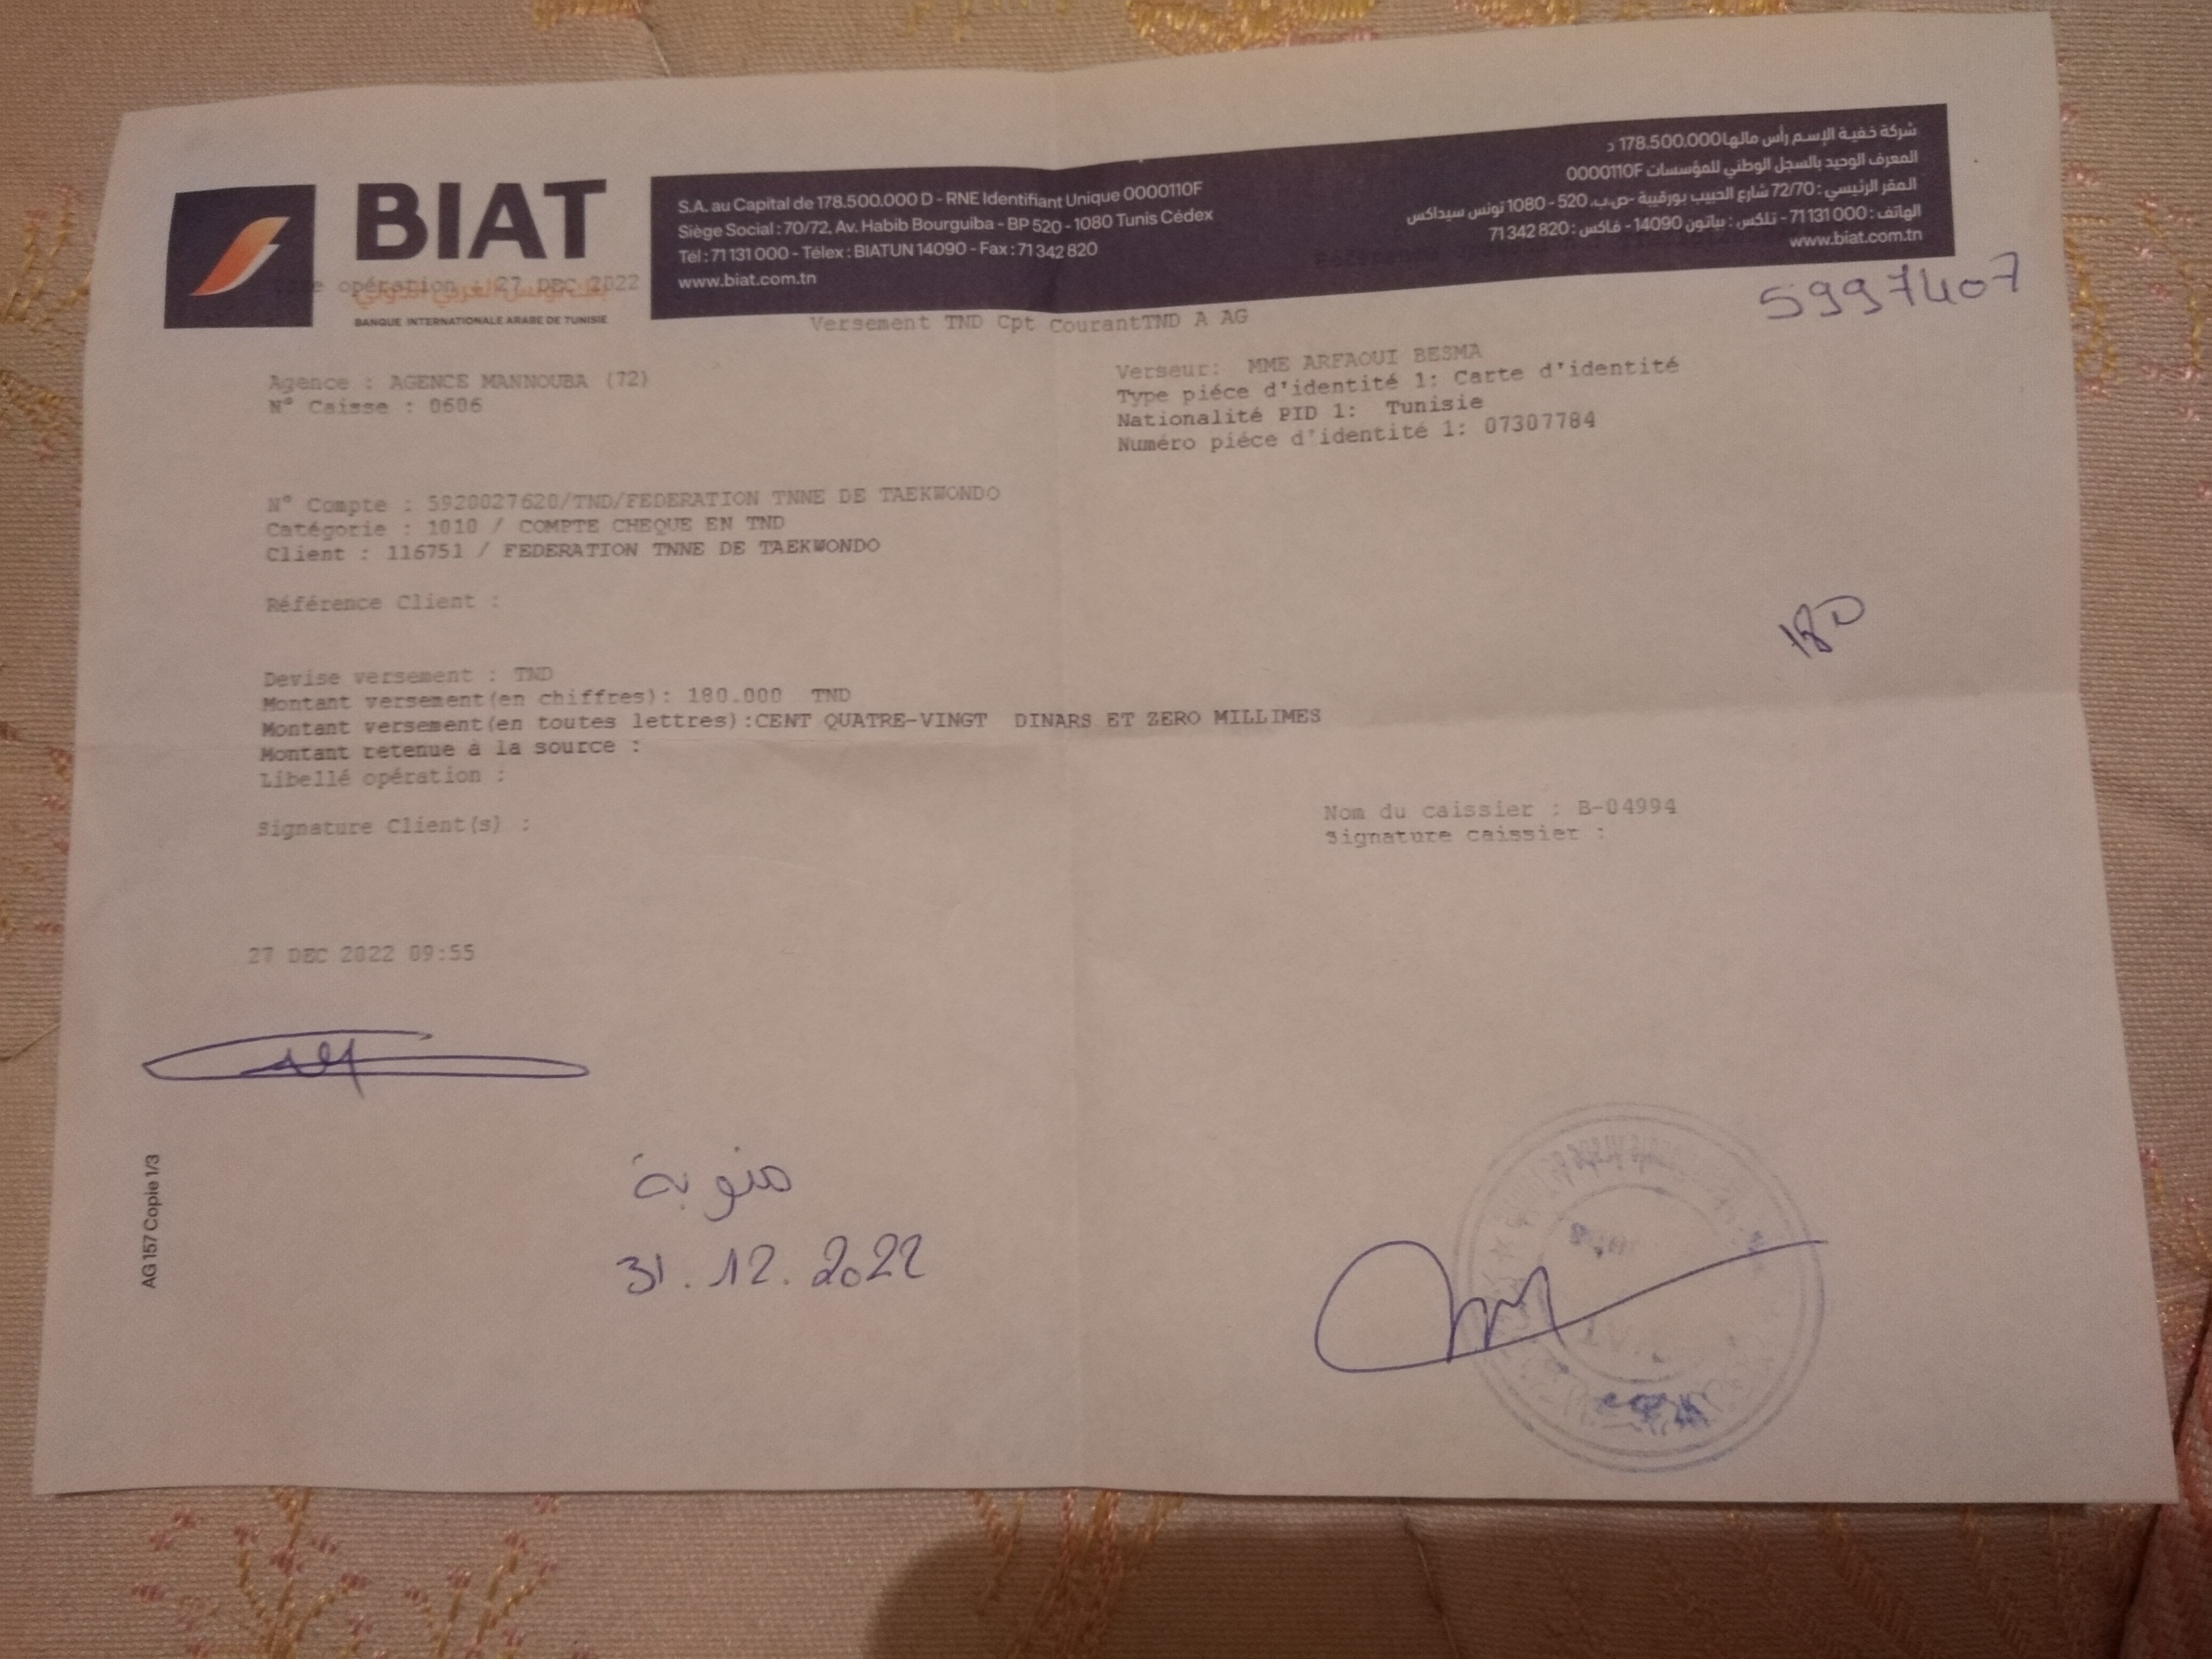 BIAT
بنك تونس العربي الدولي
BANQUE INTERNATIONALE ARABE DE TUNISIE
opération : 27 DEC 2022
S.A. au Capital de 178.500.000 D - RNE Identifiant Unique 0000110F
Siège Social : 70/72, Av. Habib Bourguiba - BP 520 - 1080 Tunis Cédex
Tél : 71 131 000 - Télex : BIATUN 14090 - Fax : 71 342 820
www.biat.com.tn
شركة خفية الإسم رأس مالها 178.500.000 د
المعرف الوحيد بالسجل الوطني للمؤسسات 0000110F
المقر الرئيسي : 72/70 شارع الحبيب بورقيبة -ص.ب. 520 - 1080 تونس سيداكس
الهاتف : 000 131 71 - تلكس : بياتون 14090 - فاكس : 820 342 71
www.biat.com.tn
5997407
Versement TND Cpt CourantTND A AG
Agence : AGENCE MANNOUBA (72)
N° Caisse : 0606
Verseur: MME ARFAOUI BESMA
Type piéce d'identité 1: Carte d'identité
Nationalité PID 1: Tunisie
Numéro piéce d'identité 1: 07307784
N° Compte : 5920027620/TND/FEDERATION TNNE DE TAEKWONDO
Catégorie : 1010 / COMPTE CHEQUE EN TND
Client : 116751 / FEDERATION TNNE DE TAEKWONDO
Référence Client :
180
Devise versement : TND
Montant versement(en chiffres): 180.000 TND
Montant versement(en toutes lettres):CENT QUATRE-VINGT DINARS ET ZERO MILLIMES
Montant retenue à la source :
Libellé opération :
Signature Client(s) :
Nom du caissier : B-04994
Signature caissier :
27 DEC 2022 09:55
منوبة
31.12.2022
AG 157 Copie 1/3